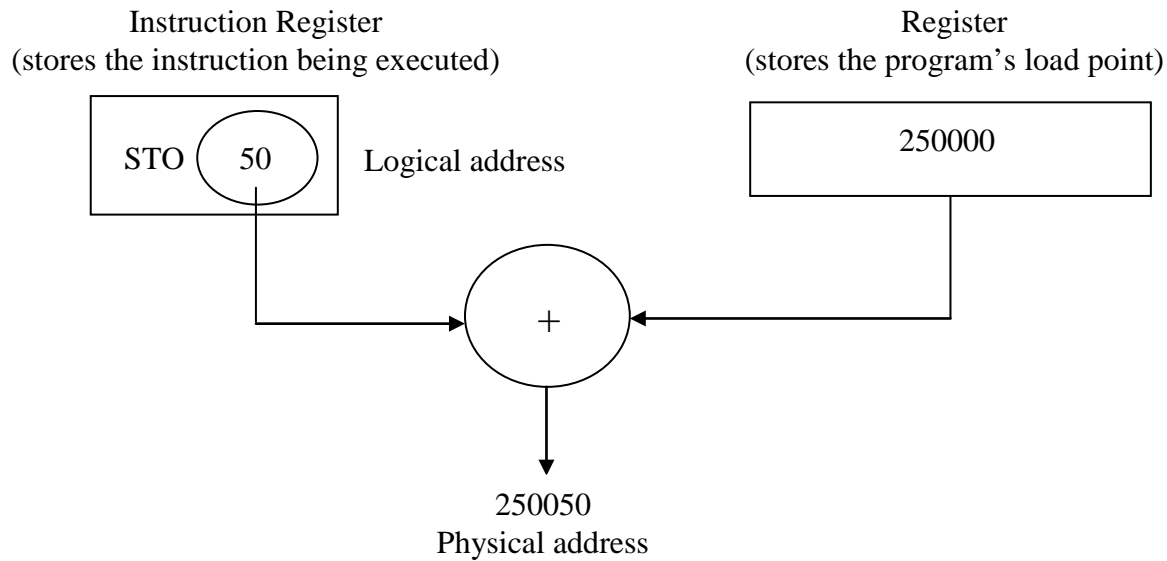 Instruction Register
(stores the instruction being executed)
Register
(stores the program’s load point)
STO 50
Logical address
250000
+
250050
Physical address